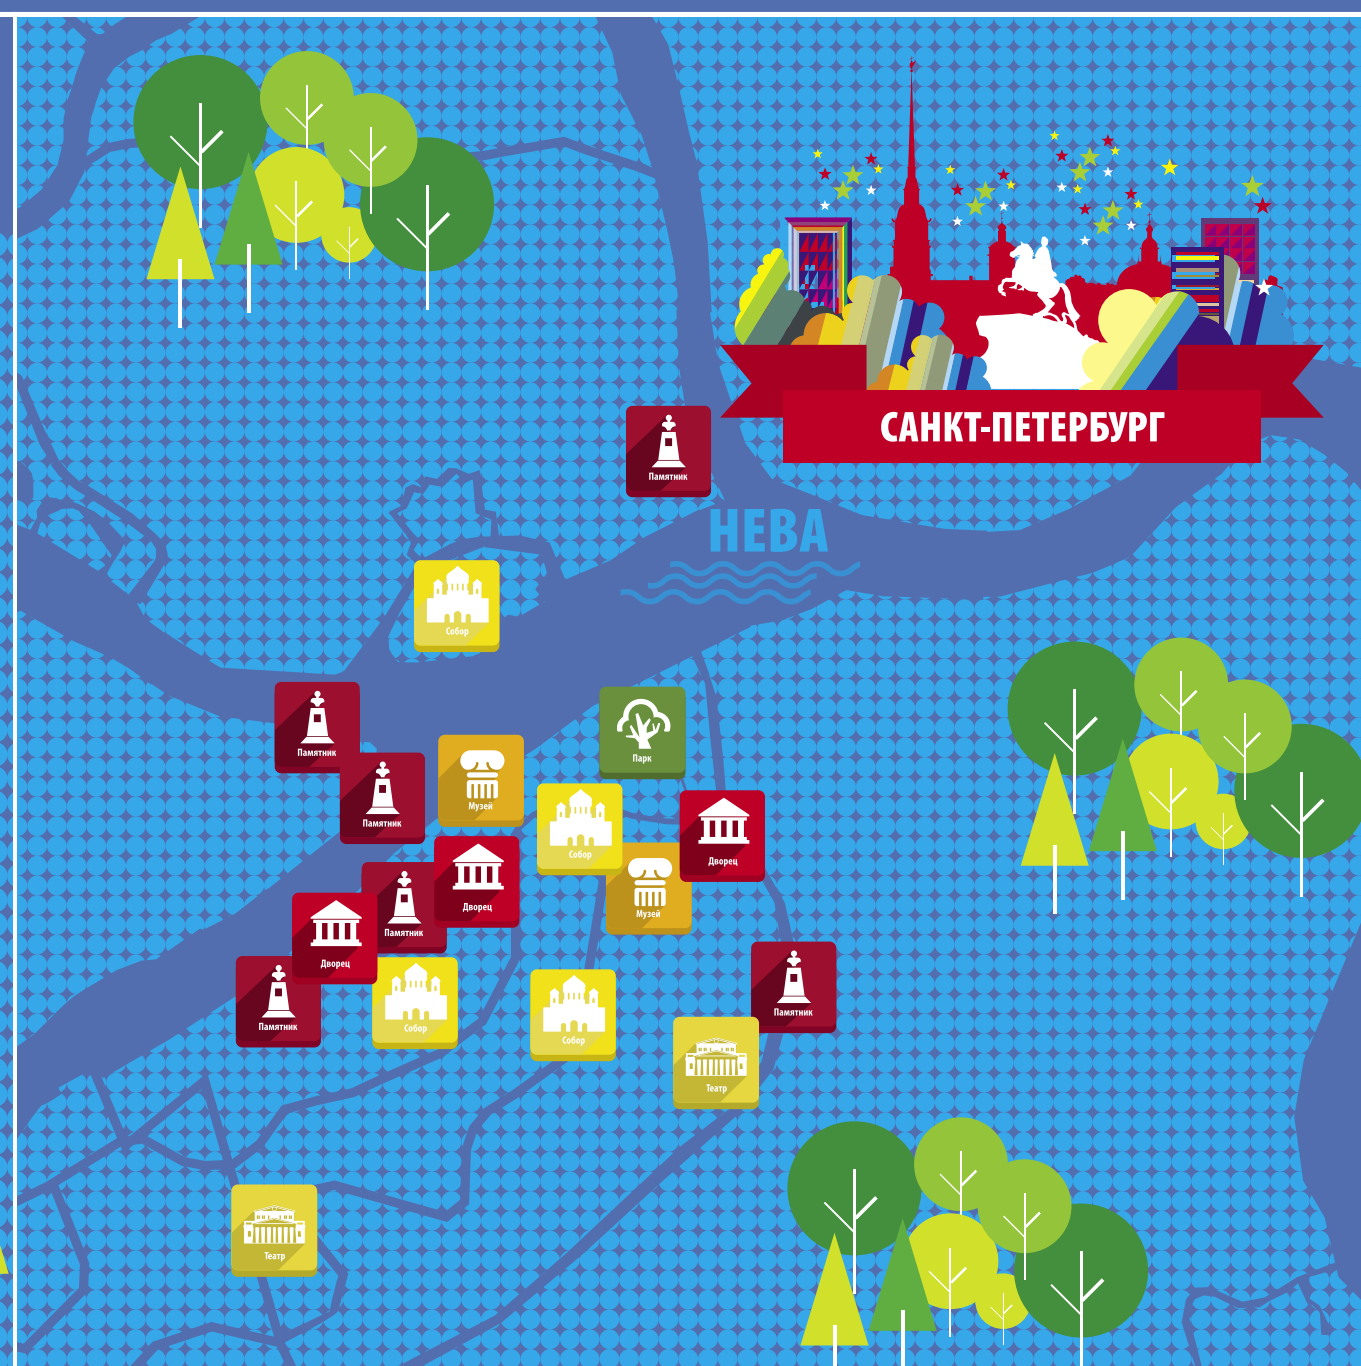 САНКТ-ПЕТЕРБУРГ
Памятник
НЕВА
Собор
Памятник
Парк
Памятник
Музей
Собор
Дворец
Дворец
Музей
Памятник
Дворец
Памятник
Собор
Собор
Памятник
Театр
Театр